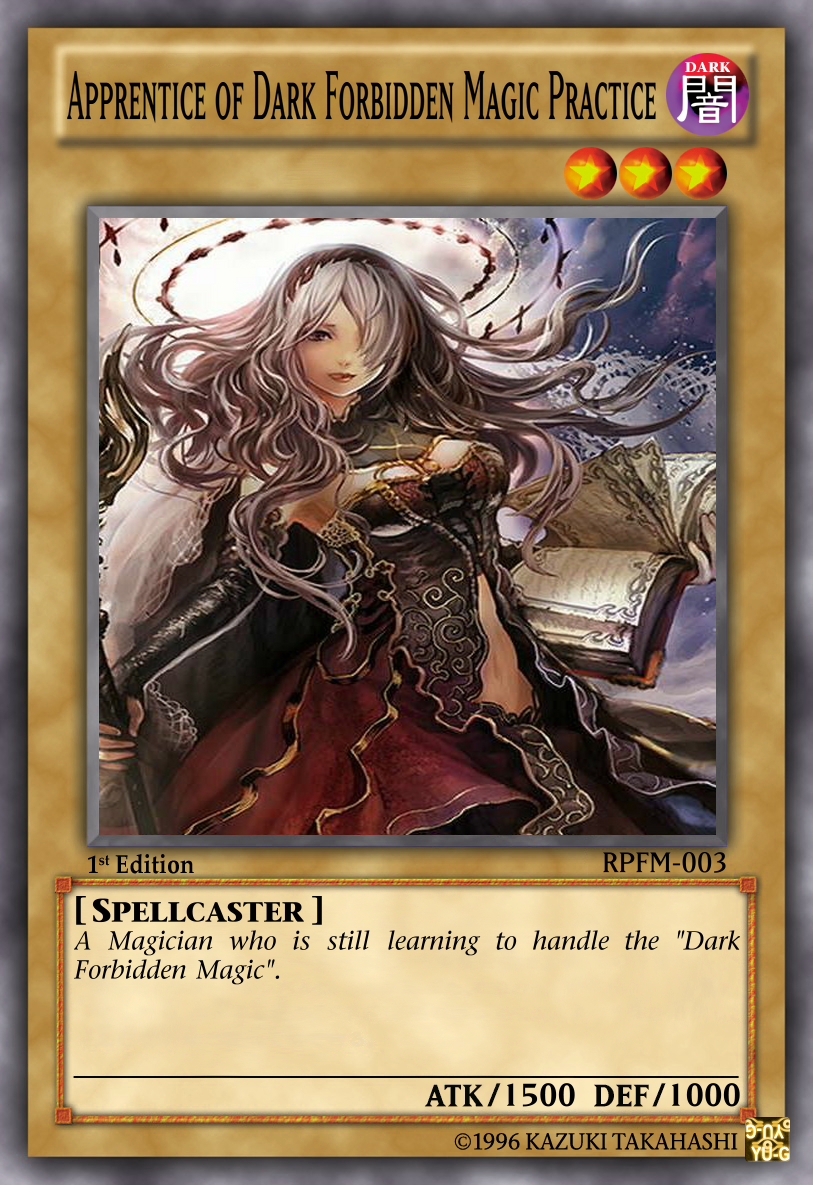 APPRENTICE OF DARK FORBIDDEN MAGIC PRACTICE
DARK
闇
1st Edition
RPFM-003
[ SPELLCASTER ]
A Magician who is still learning to handle the "Dark
Forbidden Magic".
ATK/1500 DEF/1000
©1996 KAZUKI TAKAHASHI